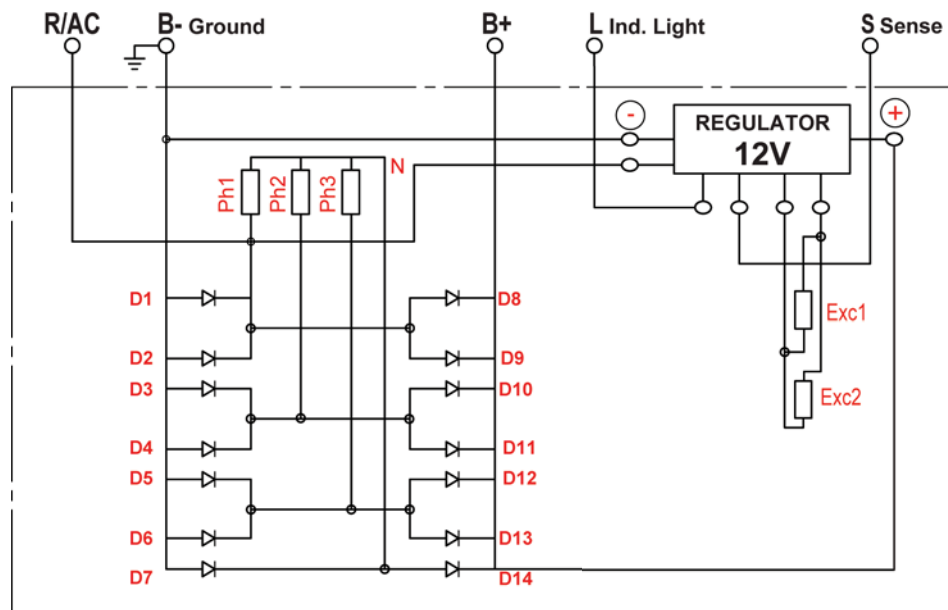 R/AC B- Ground B+ L Ind. Light S Sense
- +
REGULATOR
12V
N
Ph1 Ph2 Ph3
D1 D8
Exc1
D2 D9
D3 D10
Exc2
D4 D11
D5 D12
D6 D13
D7 D14